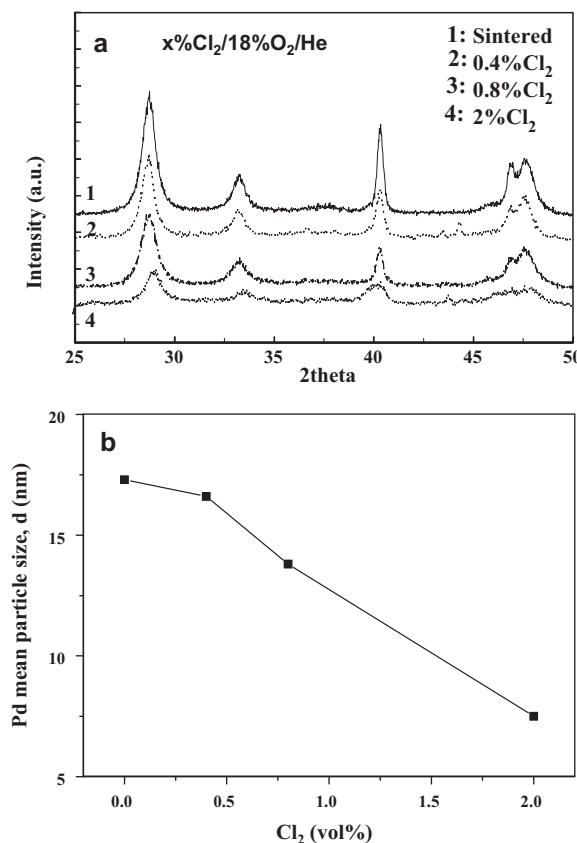 a
x%Cl₂/18%O₂/He
1: Sintered
2: 0.4%Cl₂
3: 0.8%Cl₂
4: 2%Cl₂
Intensity (a.u.)
1
2
3
4
25 30 35 40 45 50
2theta
b
Pd mean particle size, d (nm)
20
15
10
5
0.0 0.5 1.0 1.5 2.0
Cl₂ (vol%)